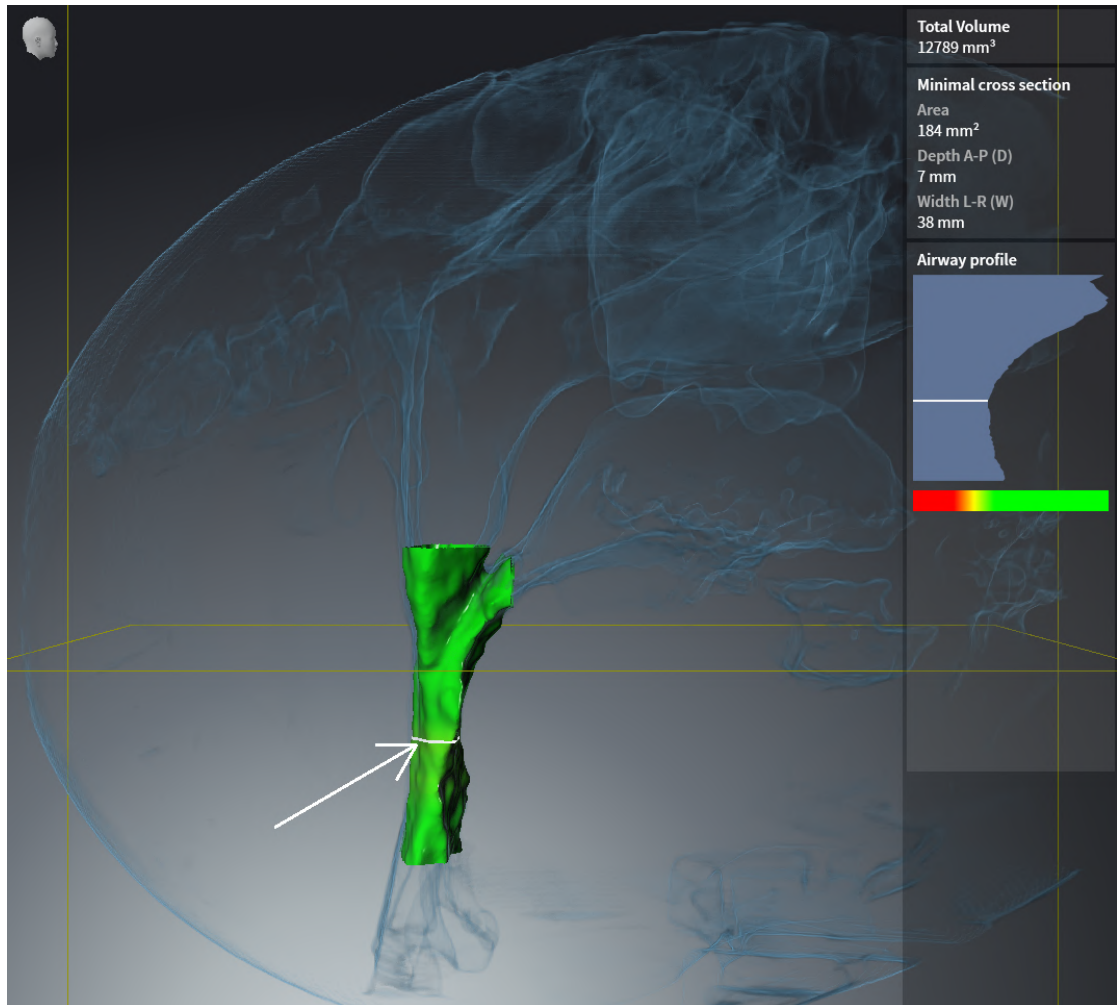 Total Volume
12789 mm³
Minimal cross section
Area
184 mm²
Depth A-P (D)
7 mm
Width L-R (W)
38 mm
Airway profile